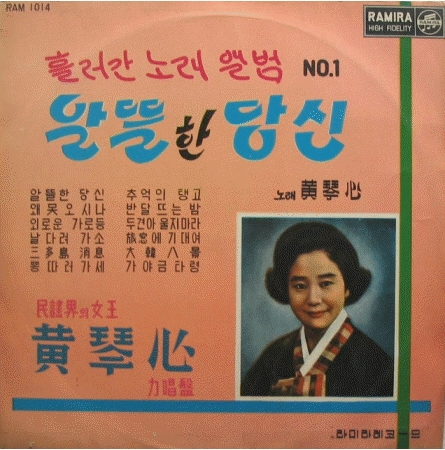 RAM 1014
RAMIRA
HIGH FIDELITY
흘러간 노래 앨범 NO.1
알뜰한 당신
노래 黃琴心
알뜰한 당신 추억의 탱고
왜 못 오시나 반달 뜨는 밤
외로운 가로등 두견아 울지마라
날 다려 가소 旅窓에 기대여
三多島 消息 大韓八景
뽕 따러 가세 가야금 타령
民謠界의 女王
黃琴心
力唱盤
드ㅡ코레라미라